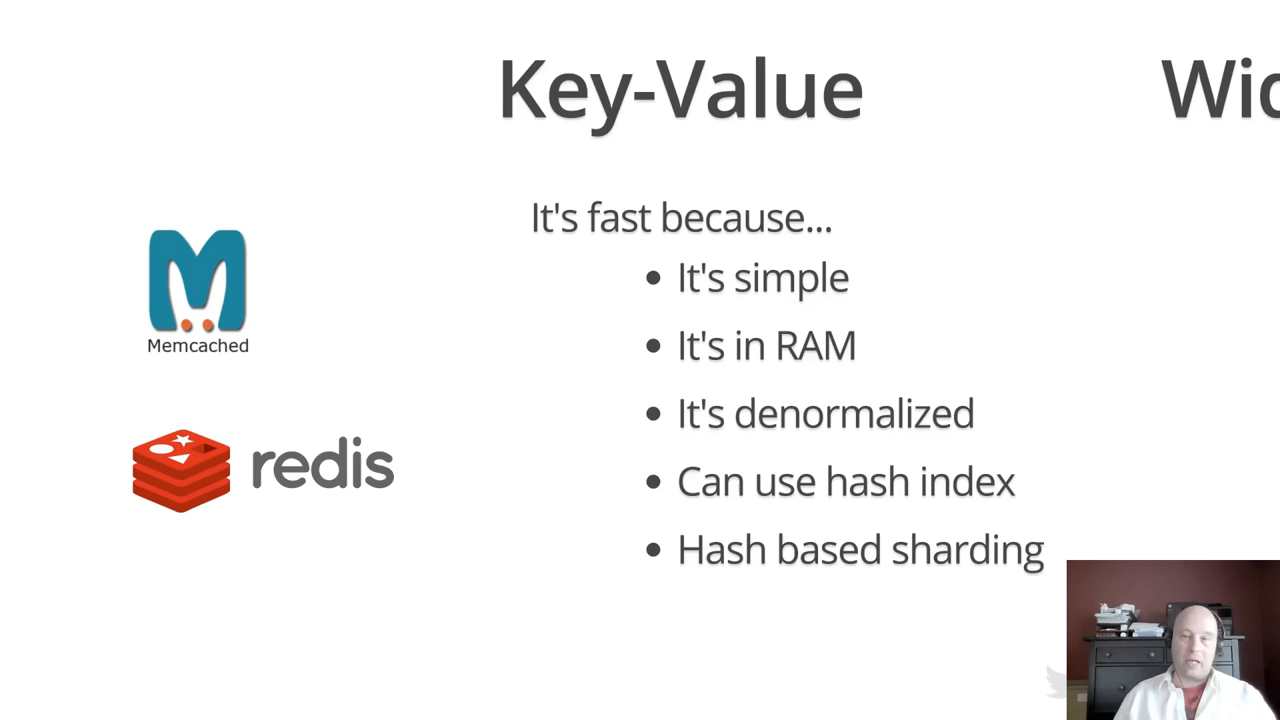 Key-Value
Wid
It's fast because...
• It's simple
• It's in RAM
• It's denormalized
• Can use hash index
• Hash based sharding
Memcached
redis